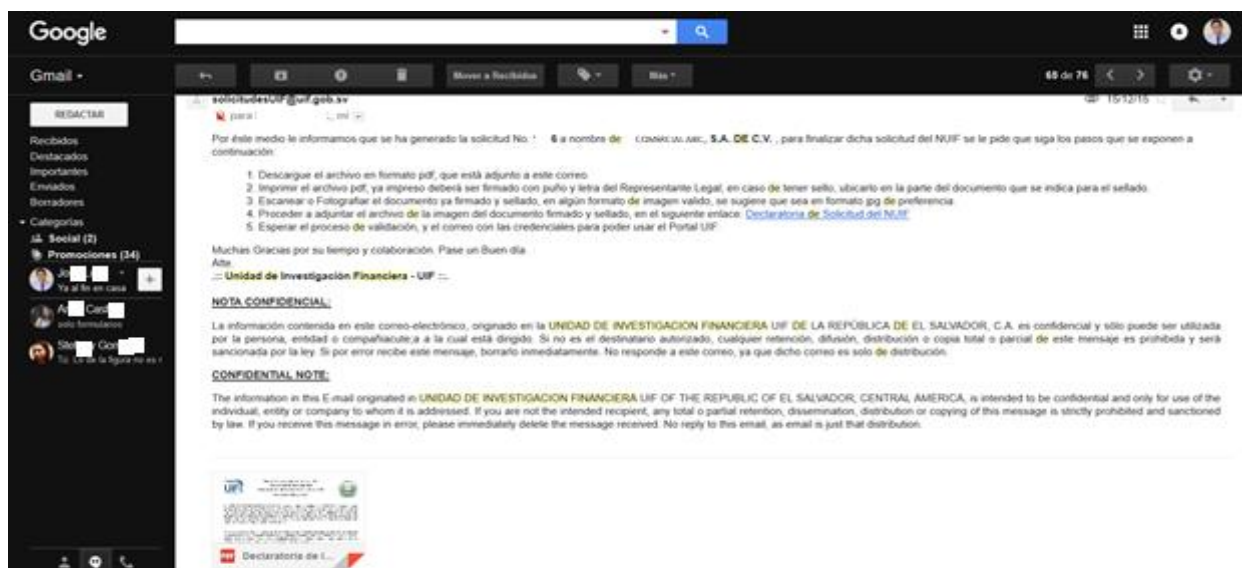 Google
Gmail
Mover a Recibidos
Más
68 de 76
REDACTAR
Recibidos
Destacados
Importantes
Enviados
Borradores
Categorías
Social (2)
Promociones (34)
Ya al fin en casa
solo formularios
solicitudesUIF@uif.gob.sv
15/12/15
para
mí
Por éste medio le informamos que se ha generado la solicitud No. 6 a nombre de S.A. DE C.V. , para finalizar dicha solicitud del NUIF se le pide que siga los pasos que se exponen a
continuación:
1. Descargue el archivo en formato pdf, que está adjunto a este correo.
2. Imprimir el archivo pdf, ya impreso deberá ser firmado con puño y letra del Representante Legal, en caso de tener sello, ubicarlo en la parte del documento que se indica para el sellado.
3. Escanear o Fotografiar el documento ya firmado y sellado, en algún formato de imagen valido, se sugiere que sea en formato jpg de preferencia.
4. Proceder a adjuntar el archivo de la imagen del documento firmado y sellado, en el siguiente enlace: Declaratoria de Solicitud del NUIF
5. Esperar el proceso de validación, y el correo con las credenciales para poder usar el Portal UIF
Muchas Gracias por su tiempo y colaboración. Pase un Buen día.
Atte.
.:: Unidad de Investigación Financiera - UIF ::.
NOTA CONFIDENCIAL:
La información contenida en este correo-electrónico, originado en la UNIDAD DE INVESTIGACION FINANCIERA UIF DE LA REPÚBLICA DE EL SALVADOR, C.A. es confidencial y sólo puede ser utilizada
por la persona, entidad o compañiacute;a a la cual está dirigido. Si no es el destinatario autorizado, cualquier retención, difusión, distribución o copia total o parcial de este mensaje es prohibida y será
sancionada por la ley. Si por error recibe este mensaje, borrarlo inmediatamente. No responde a este correo, ya que dicho correo es solo de distribución.
CONFIDENTIAL NOTE:
The information in this E-mail originated in UNIDAD DE INVESTIGACION FINANCIERA UIF OF THE REPUBLIC OF EL SALVADOR, CENTRAL AMERICA, is intended to be confidential and only for use of the
individual, entity or company to whom it is addressed. If you are not the intended recipient, any total o partial retention, dissemination, distribution or copying of this message is strictly prohibited and sanctioned
by law. If you receive this message in error, please immediately delete the message received. No reply to this email, as email is just that distribution.
UIF
PDF Declaratoria de I...